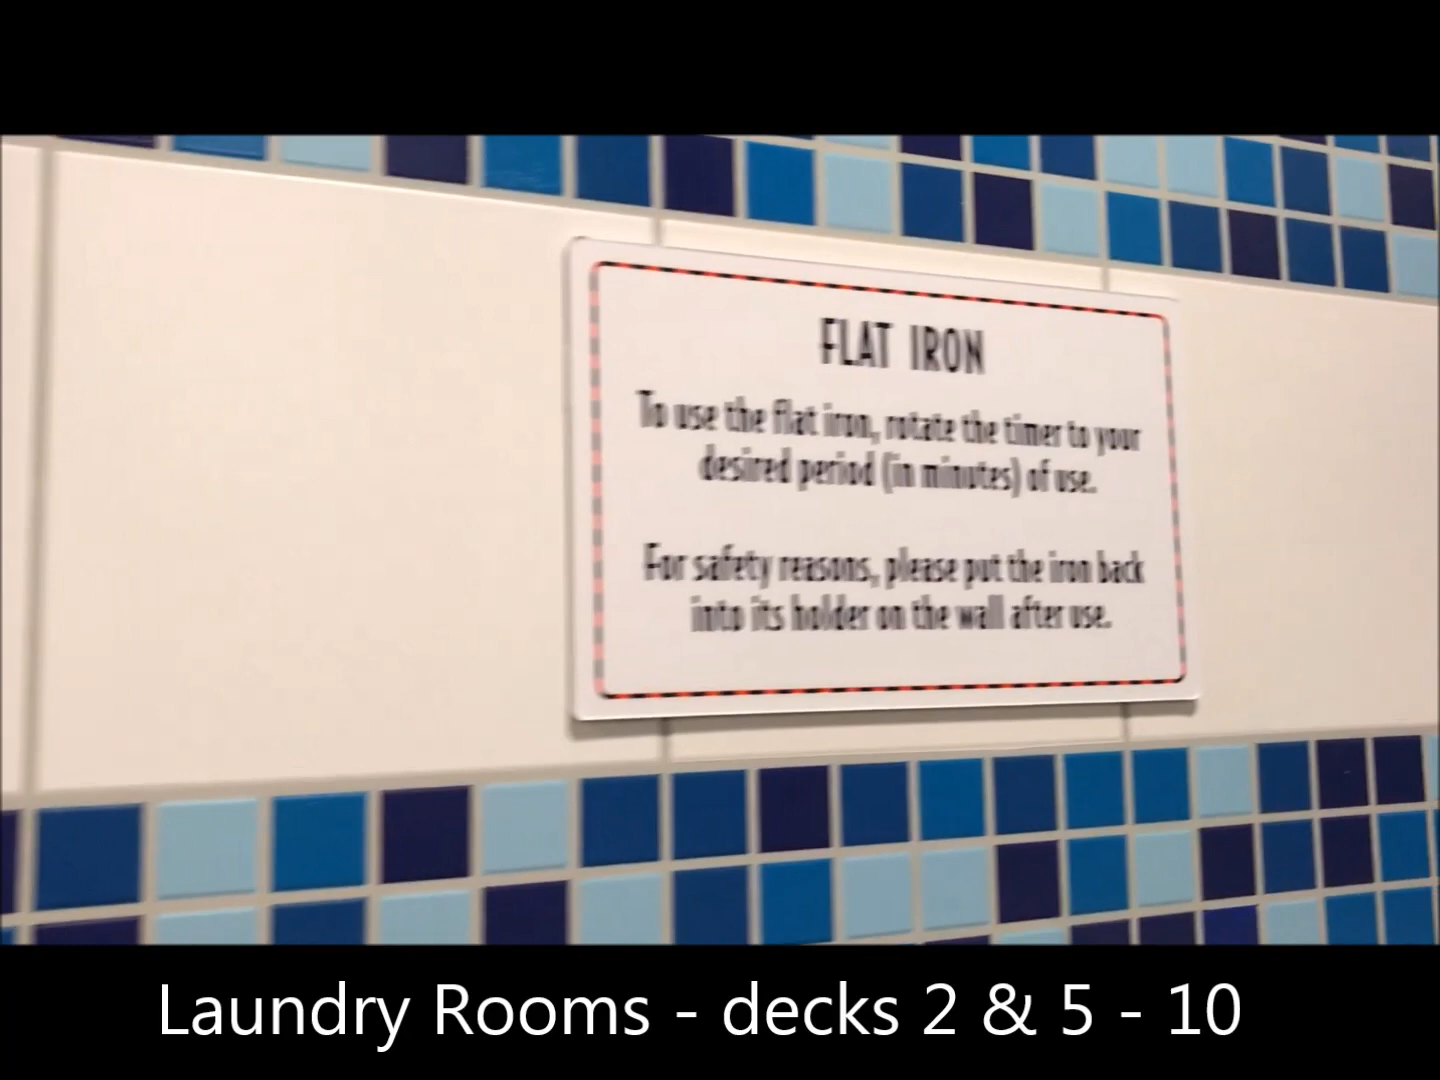 FLAT IRON
To use the flat iron, rotate the timer to your
desired period (in minutes) of use.
For safety reasons, please put the iron back
into its holder on the wall after use.
Laundry Rooms - decks 2 & 5 - 10